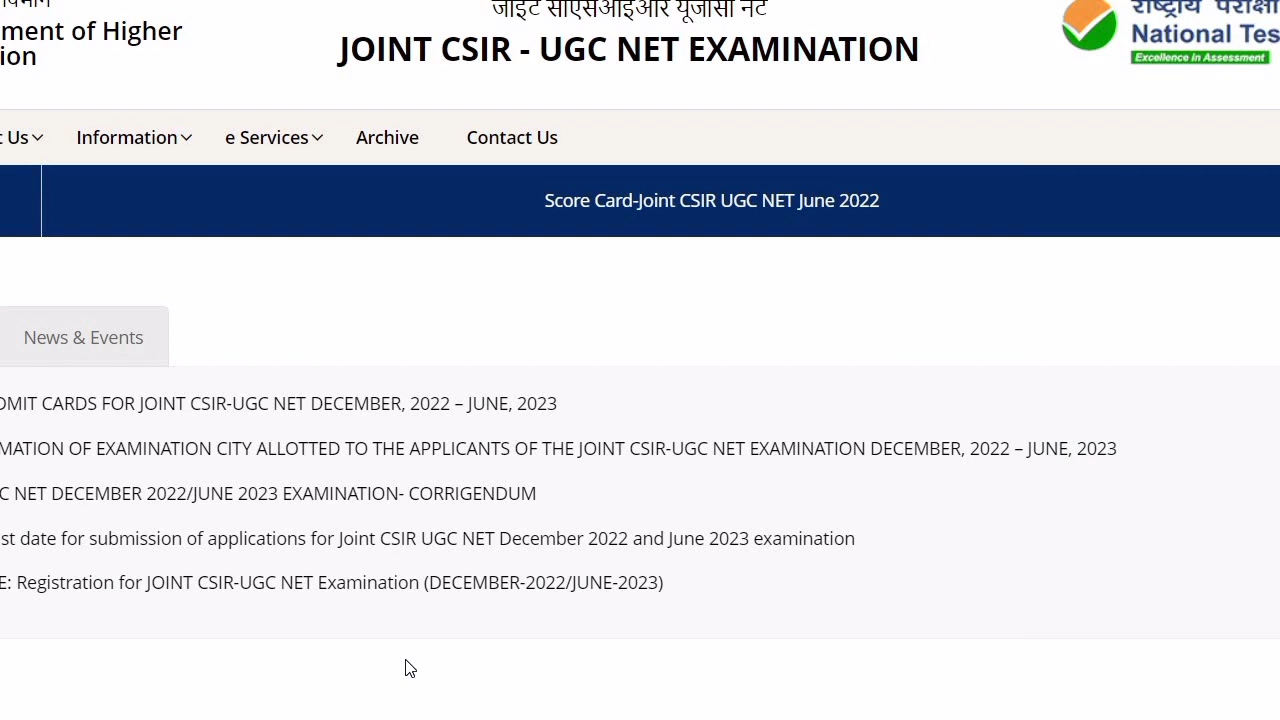 जॉइंट सीएसआईआर यूजीसी नेट
राष्ट्रीय परीक्षा
ment of Higher
ion
JOINT CSIR - UGC NET EXAMINATION
National Tes
Excellence in Assessment
t Us
Information
e Services
Archive
Contact Us
Score Card-Joint CSIR UGC NET June 2022
News & Events
DMIT CARDS FOR JOINT CSIR-UGC NET DECEMBER, 2022 – JUNE, 2023
MATION OF EXAMINATION CITY ALLOTTED TO THE APPLICANTS OF THE JOINT CSIR-UGC NET EXAMINATION DECEMBER, 2022 – JUNE, 2023
C NET DECEMBER 2022/JUNE 2023 EXAMINATION- CORRIGENDUM
st date for submission of applications for Joint CSIR UGC NET December 2022 and June 2023 examination
E: Registration for JOINT CSIR-UGC NET Examination (DECEMBER-2022/JUNE-2023)